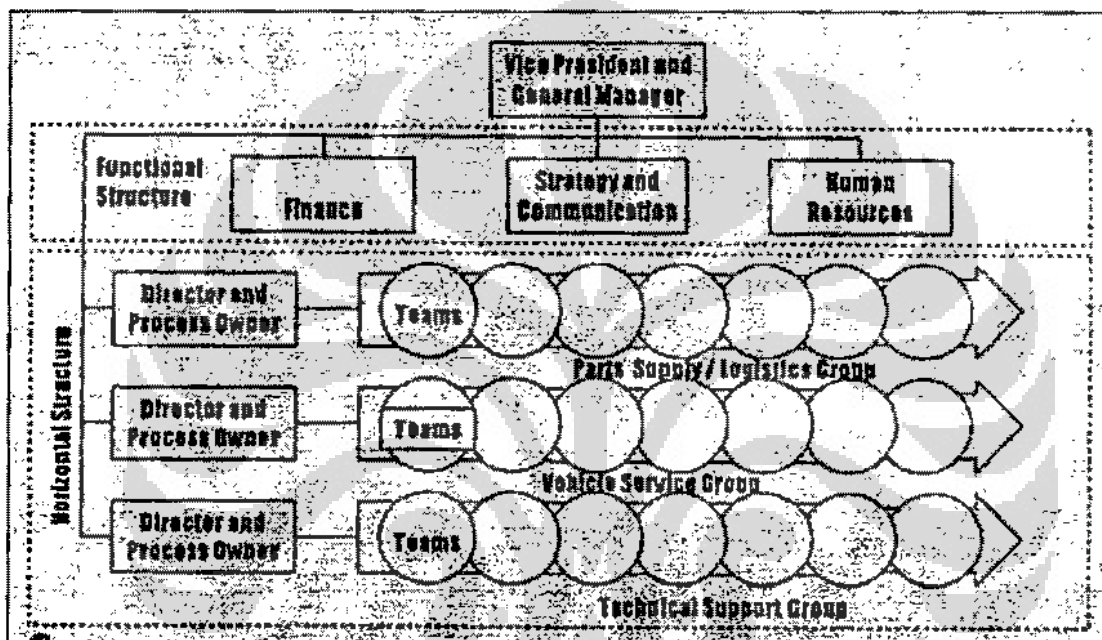 Vice President and
General Manager
Functional
Structure
Finance
Strategy and
Communication
Human
Resources
Horizontal Structure
Director and
Process Owner
Teams
Parts Supply / Logistics Group
Director and
Process Owner
Teams
Vehicle Service Group
Director and
Process Owner
Teams
Technical Support Group